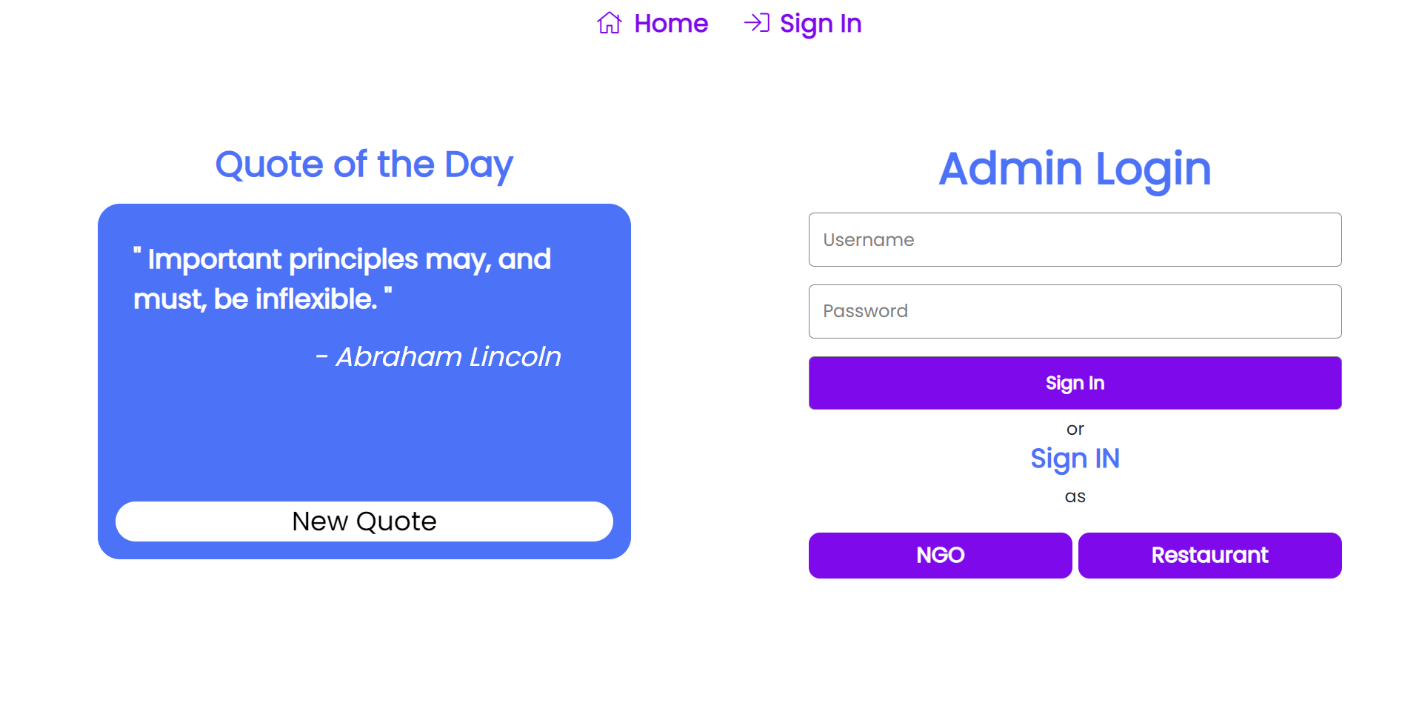 Home Sign In
Quote of the Day
" Important principles may, and
must, be inflexible. "
- Abraham Lincoln
New Quote
Admin Login
Username
Password
Sign In
or
Sign IN
as
NGO Restaurant